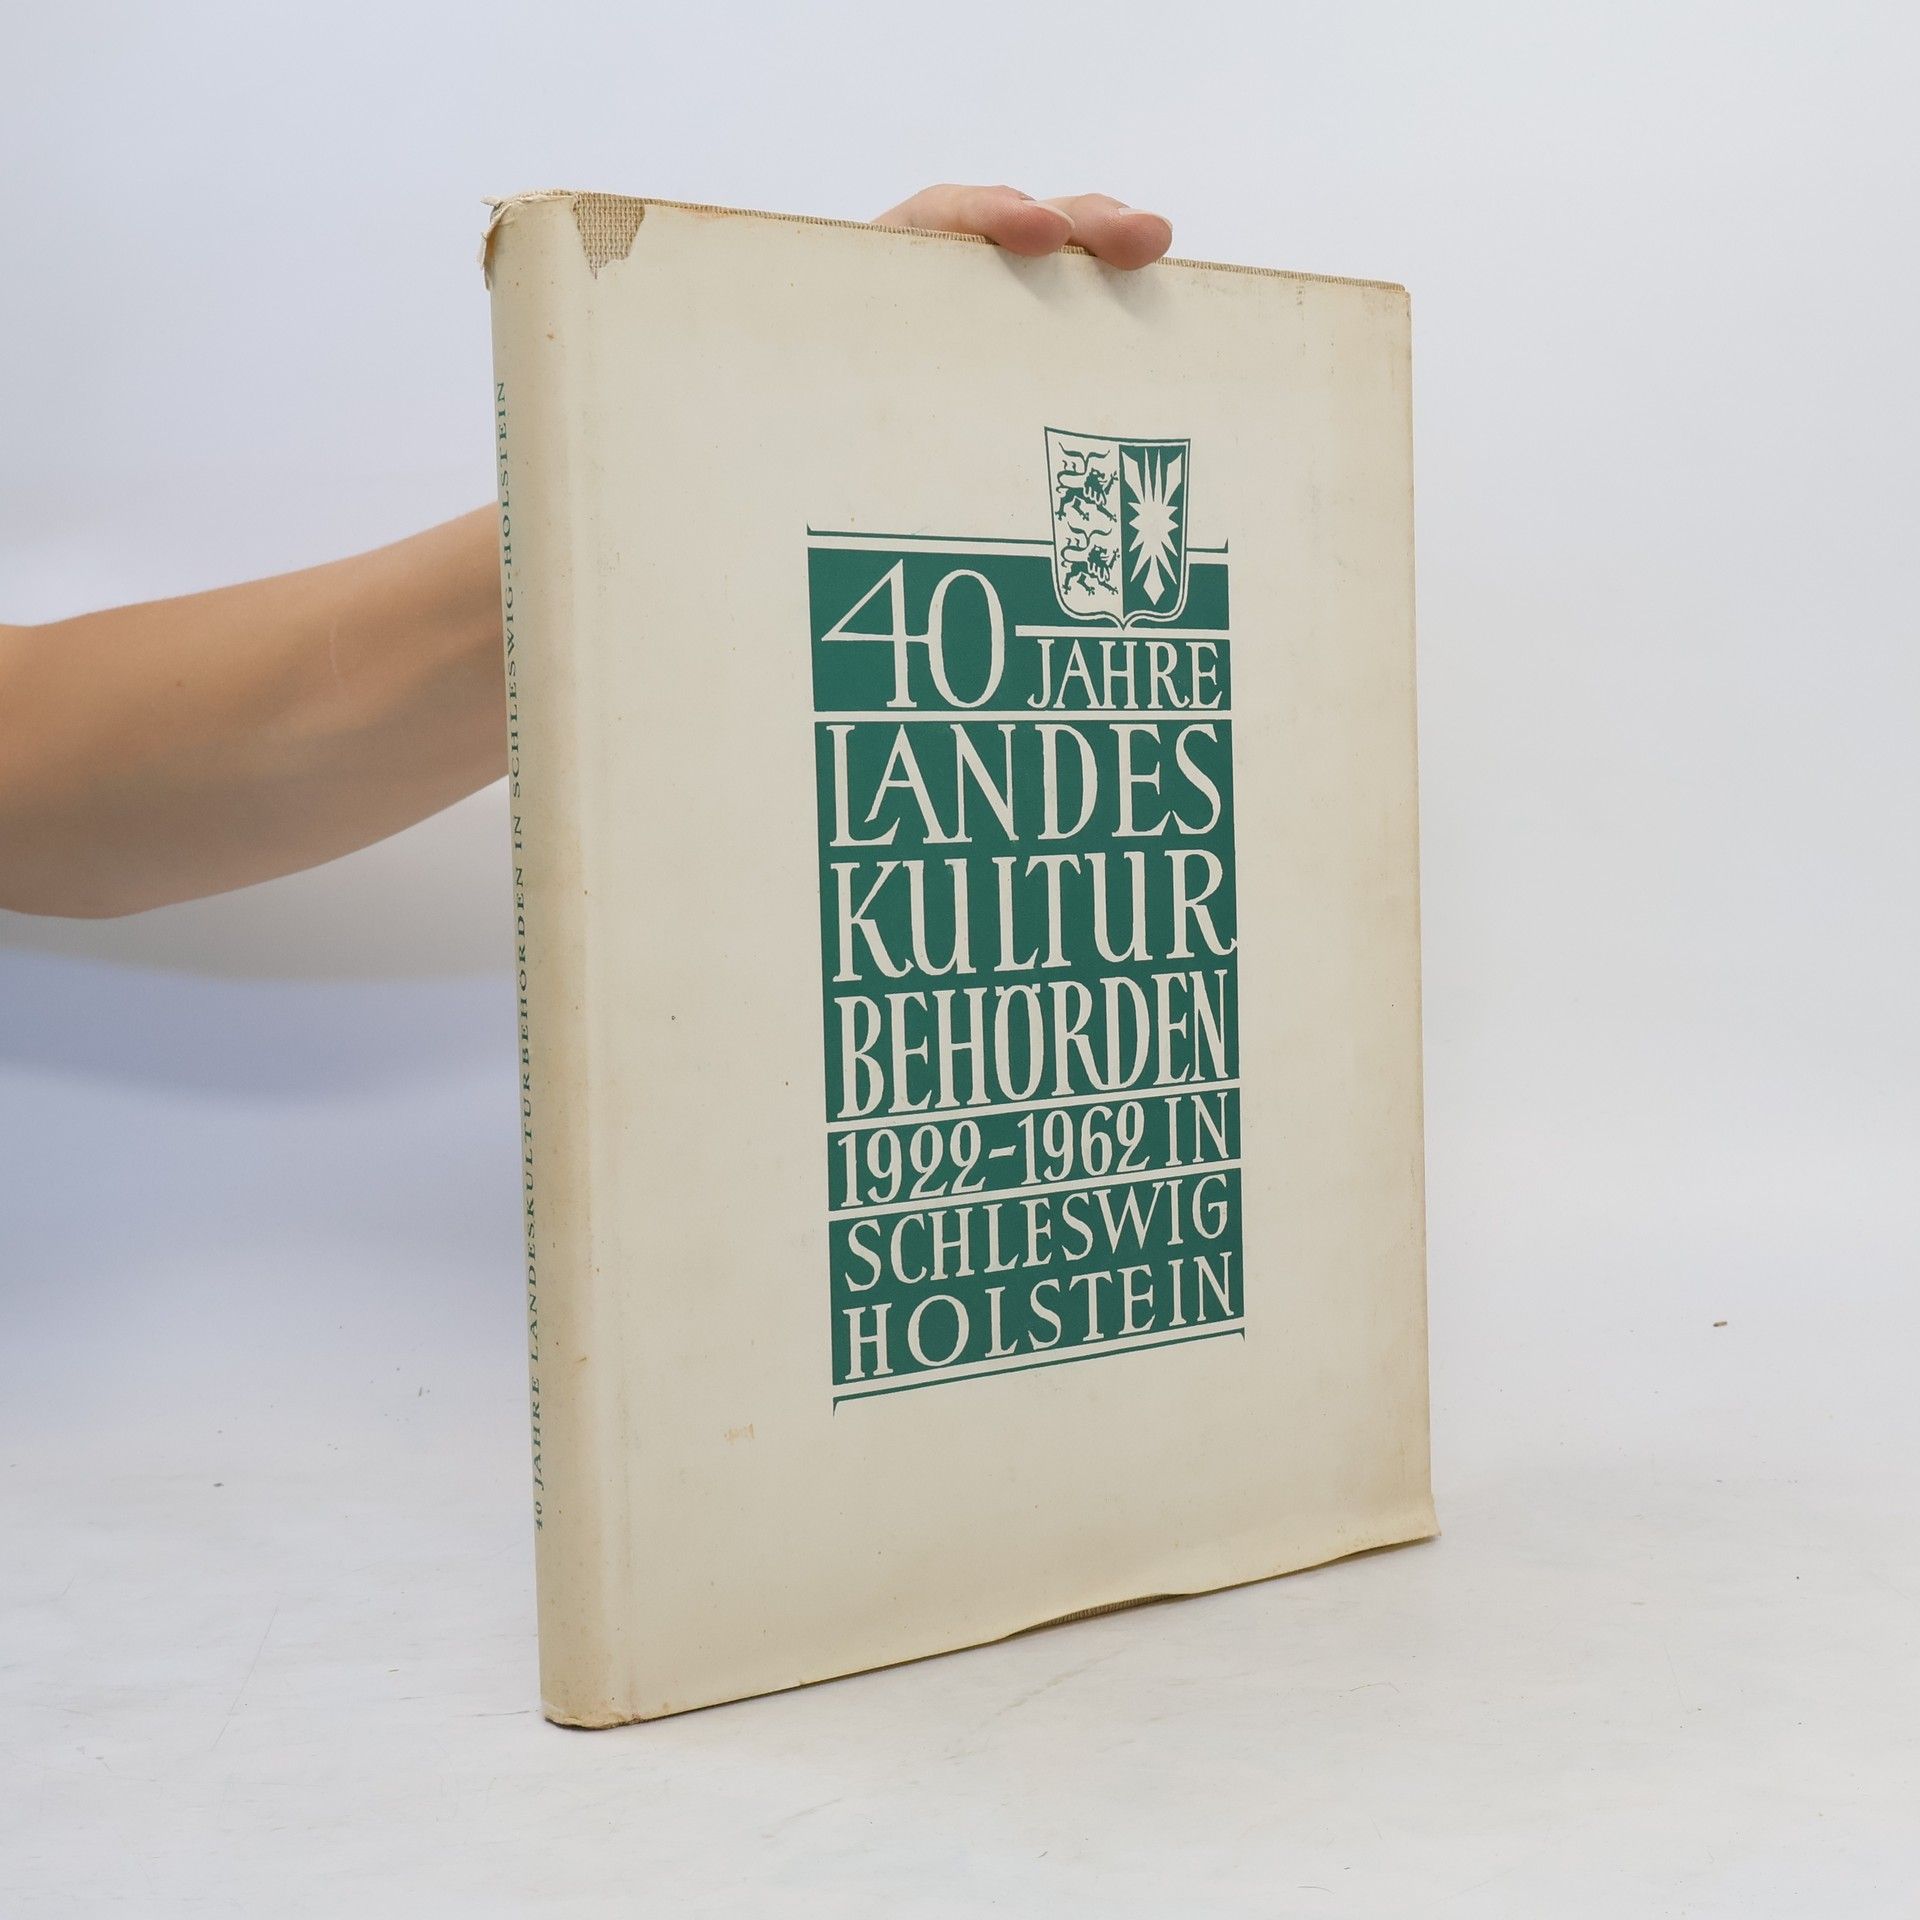 40 JAHRE LANDESKULTURBEHÖRDEN IN SCHLESWIG-HOLSTEIN
40 JAHRE
LANDES
KULTUR
BEHÖRDEN
1922-1962 IN
SCHLESWIG
HOLSTEIN